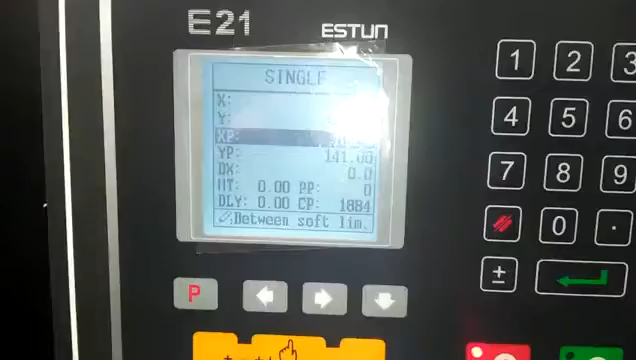 E21 ESTUN
SINGLE
X:
Y:
XP:
YP: 141.00
DX: 0.0
HT: 0.00 PP: 0
DLY: 0.00 CP: 1884
Between soft lim.
1 2 3
4 5 6
7 8 9
0 .
±
P